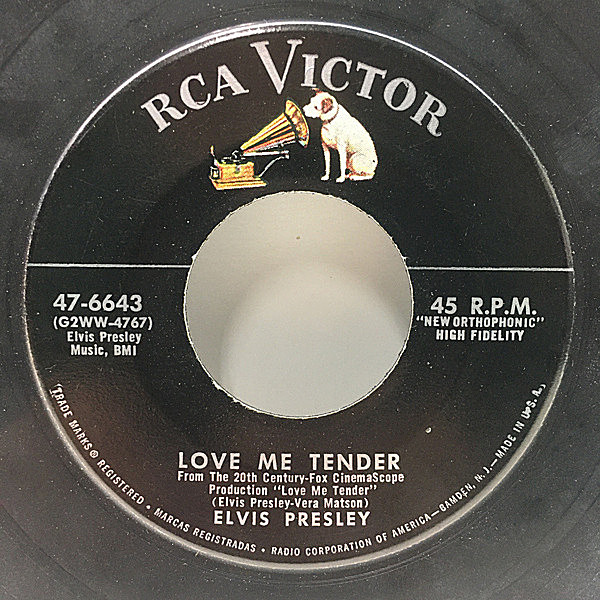 RCA VICTOR
47-6643
(G2WW-4767)
Elvis Presley
Music, BMI
45 R.P.M.
"NEW ORTHOPHONIC"
HIGH FIDELITY
LOVE ME TENDER
From The 20th Century-Fox CinemaScope
Production "Love Me Tender"
(Elvis Presley-Vera Matson)
ELVIS PRESLEY
TRADE MARKS ® REGISTERED • MARCAS REGISTRADAS • RADIO CORPORATION OF AMERICA—CAMDEN, N. J.—MADE IN U.S.A.